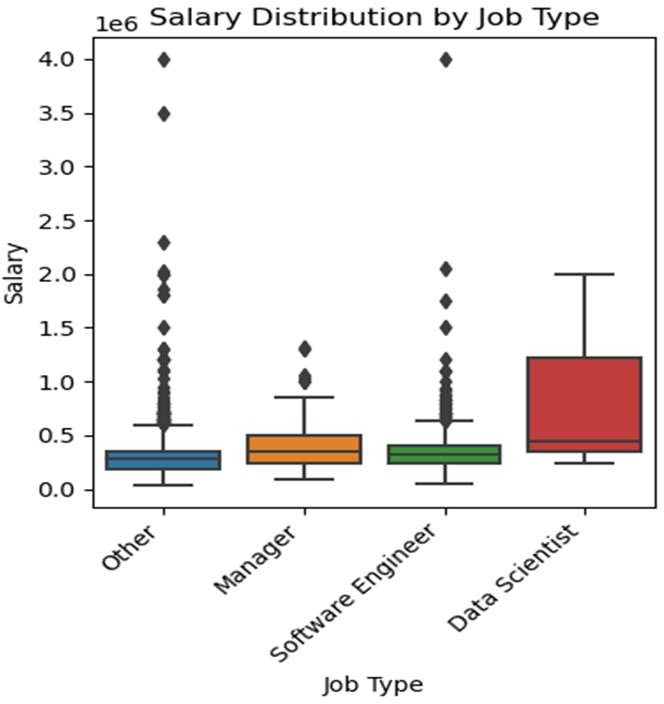 Salary Distribution by Job Type
1e6
4.0
3.5
3.0
2.5
2.0
1.5
1.0
0.5
0.0
Salary
Other
Manager
Software Engineer
Data Scientist
Job Type